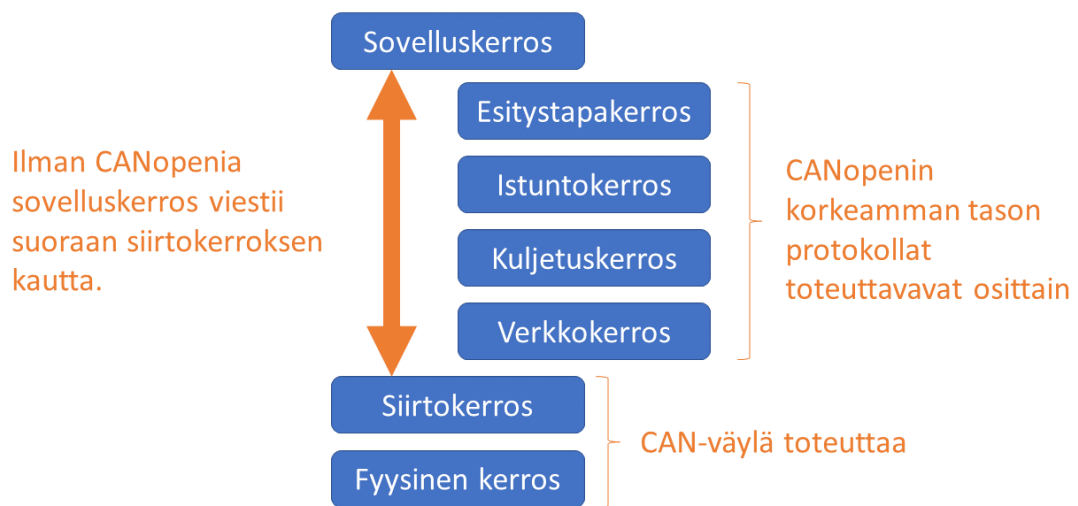 Sovelluskerros
Esitystapakerros
Istuntokerros
Kuljetuskerros
Verkkokerros
Siirtokerros
Fyysinen kerros
Ilman CANopenia
sovelluskerros viestii
suoraan siirtokerroksen
kautta.
CANopenin
korkeamman tason
protokollat
toteuttavavat osittain
CAN-väylä toteuttaa